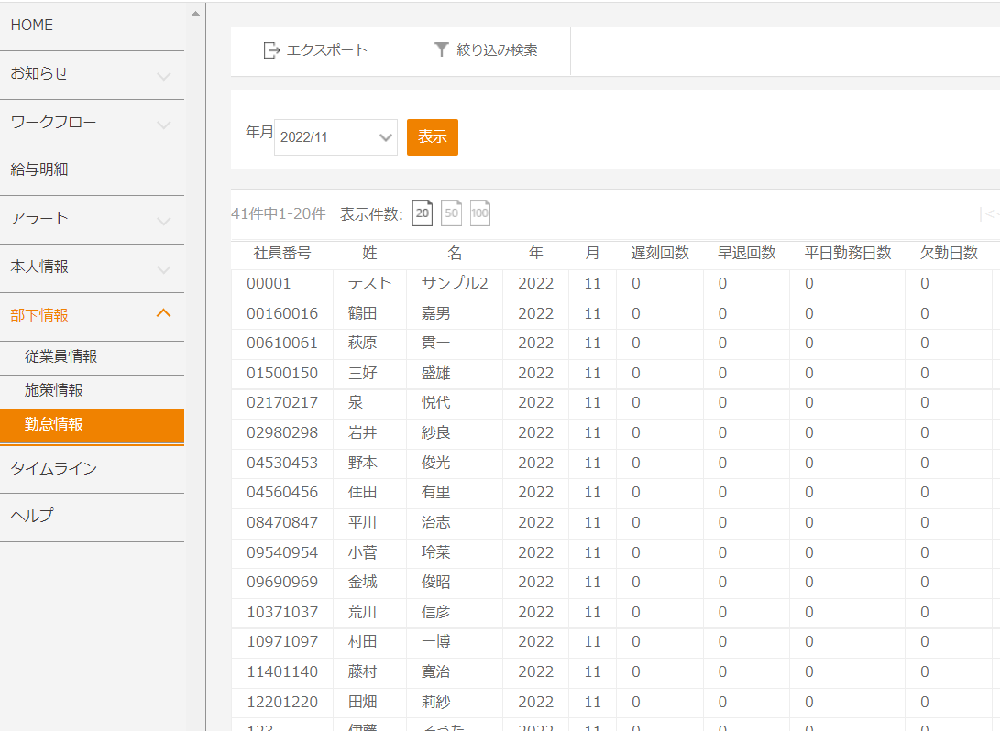 HOME
お知らせ
ワークフロー
給与明細
アラート
本人情報
部下情報
従業員情報
施策情報
勤怠情報
タイムライン
ヘルプ
エクスポート 絞り込み検索
年月 2022/11 表示
41件中1-20件 表示件数: 20 50 100 |<
社員番号 姓 名 年 月 遅刻回数 早退回数 平日勤務日数 欠勤日数
00001 テスト サンプル2 2022 11 0 0 0 0
00160016 鶴田 嘉男 2022 11 0 0 0 0
00610061 萩原 貫一 2022 11 0 0 0 0
01500150 三好 盛雄 2022 11 0 0 0 0
02170217 泉 悦代 2022 11 0 0 0 0
02980298 岩井 紗良 2022 11 0 0 0 0
04530453 野本 俊光 2022 11 0 0 0 0
04560456 住田 有里 2022 11 0 0 0 0
08470847 平川 治志 2022 11 0 0 0 0
09540954 小菅 玲菜 2022 11 0 0 0 0
09690969 金城 俊昭 2022 11 0 0 0 0
10371037 荒川 信彦 2022 11 0 0 0 0
10971097 村田 一博 2022 11 0 0 0 0
11401140 藤村 寛治 2022 11 0 0 0 0
12201220 田畑 莉紗 2022 11 0 0 0 0
123 伊藤 そうた 2022 11 0 0 0 0